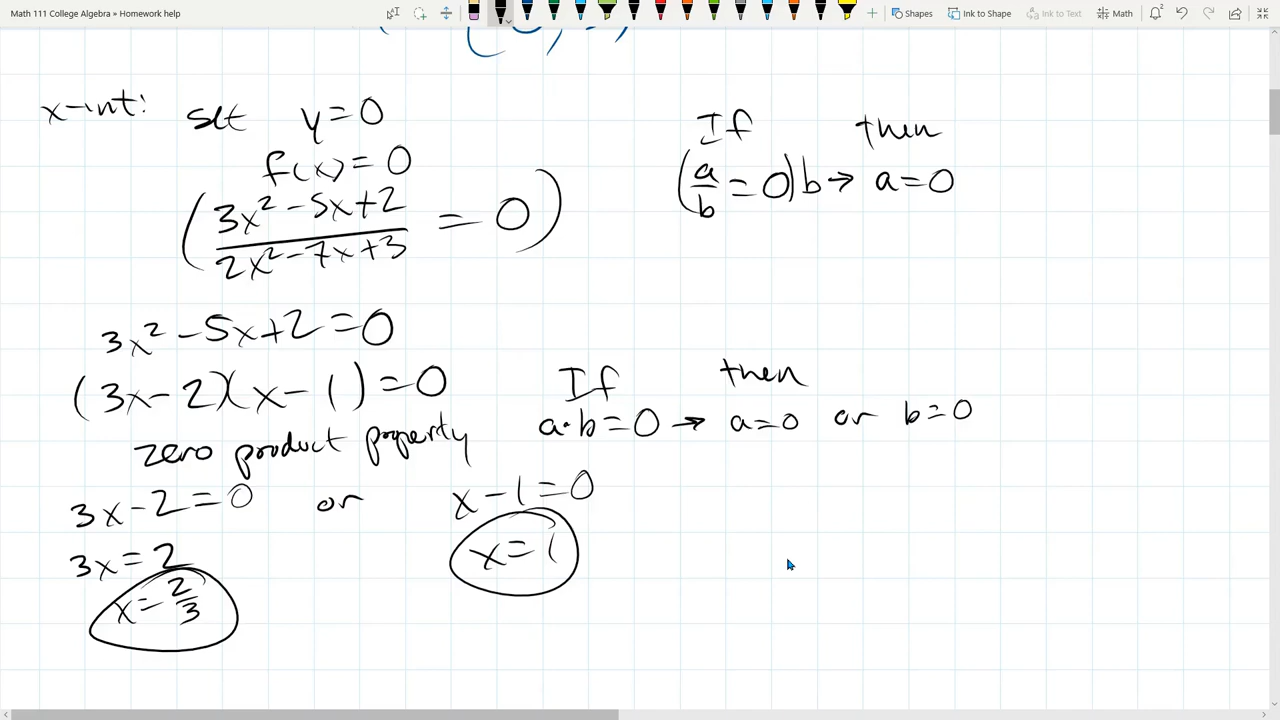 Math 111 College Algebra » Homework help
Shapes
Ink to Shape
Ink to Text
Math
x-int: set y=0
f(x)=0
(3x²-5x+2/2x²-7x+3 = 0)
If then
(a/b = 0)b → a=0
3x²-5x+2=0
(3x-2)(x-1)=0
If then
a·b=0 → a=0 or b=0
zero product property
3x-2=0 or x-1=0
3x=2 x=1
x=2/3